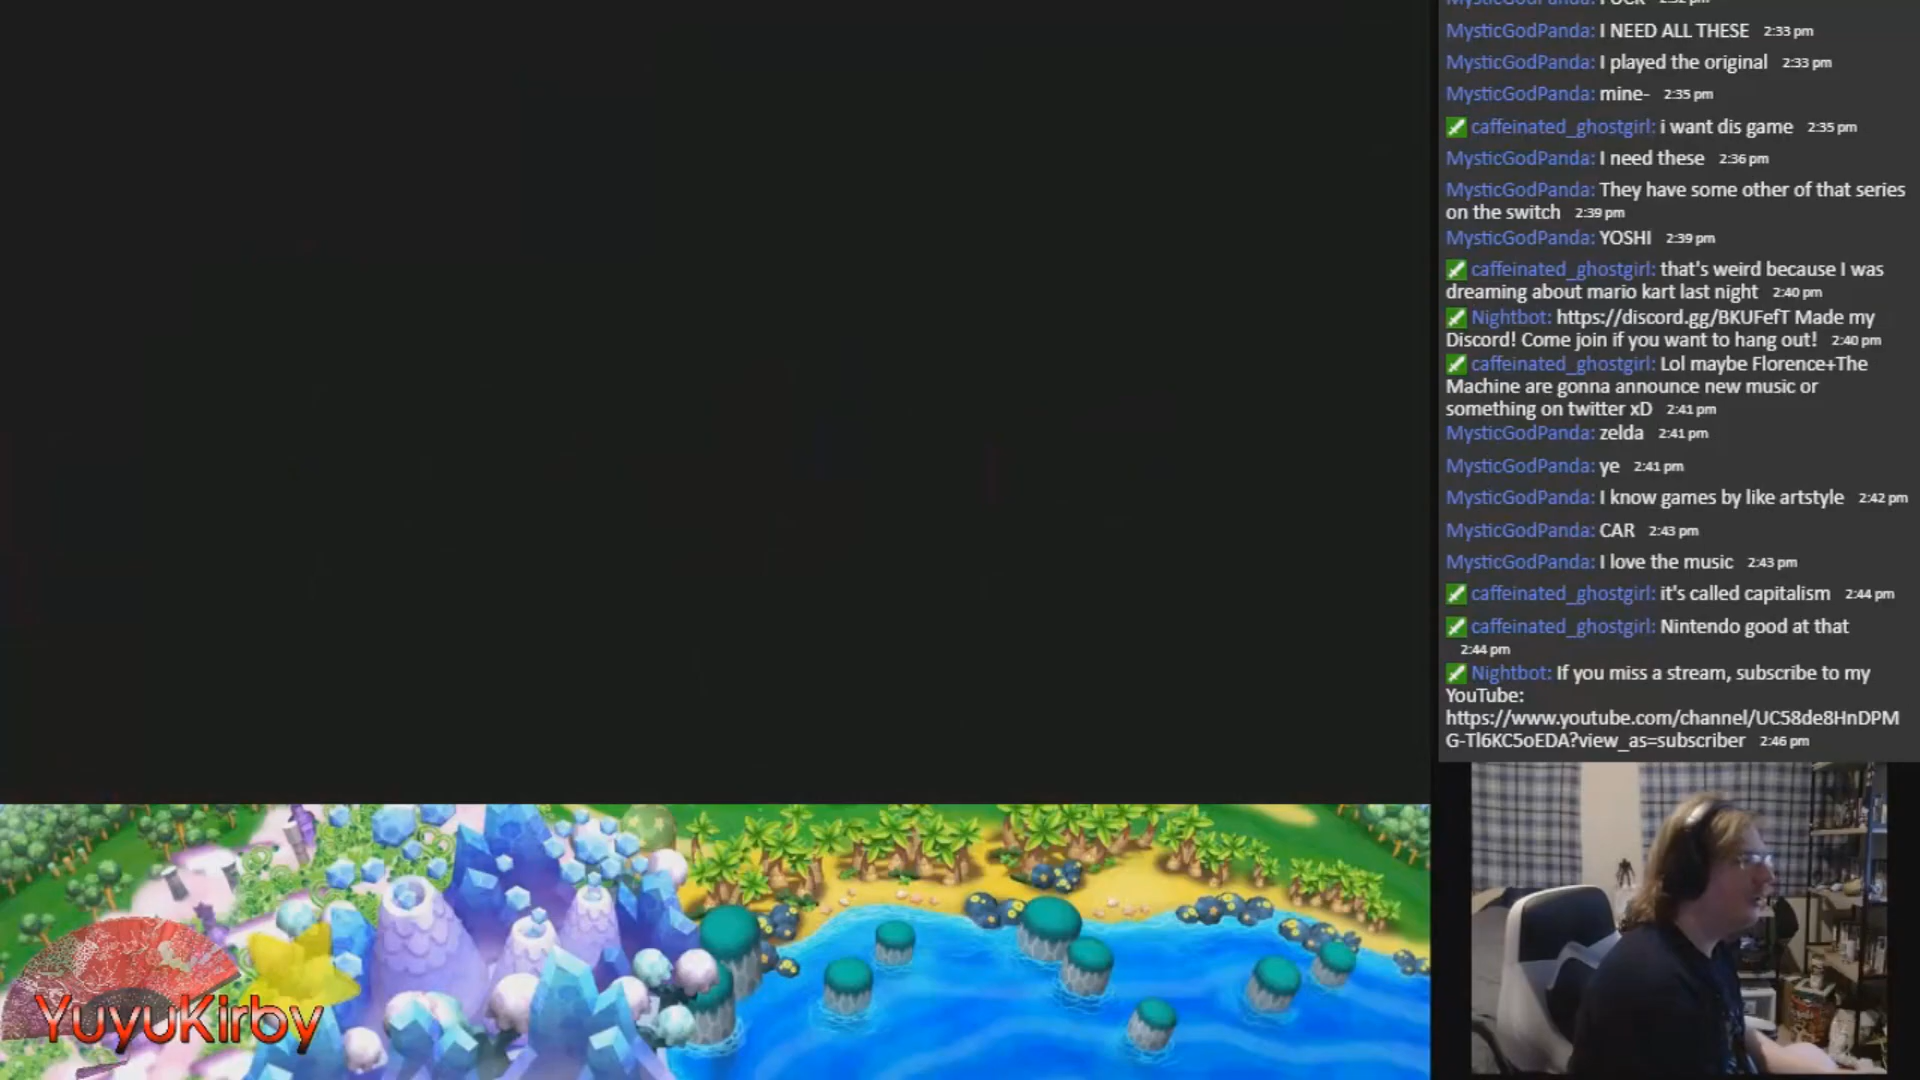 MysticGodPanda: FUCK 2:32 pm
MysticGodPanda: I NEED ALL THESE 2:33 pm
MysticGodPanda: I played the original 2:33 pm
MysticGodPanda: mine- 2:35 pm
caffeinated_ghostgirl: i want dis game 2:35 pm
MysticGodPanda: I need these 2:36 pm
MysticGodPanda: They have some other of that series
on the switch 2:39 pm
MysticGodPanda: YOSHI 2:39 pm
caffeinated_ghostgirl: that's weird because I was
dreaming about mario kart last night 2:40 pm
Nightbot: https://discord.gg/BKUFefT Made my
Discord! Come join if you want to hang out! 2:40 pm
caffeinated_ghostgirl: Lol maybe Florence+The
Machine are gonna announce new music or
something on twitter xD 2:41 pm
MysticGodPanda: zelda 2:41 pm
MysticGodPanda: ye 2:41 pm
MysticGodPanda: I know games by like artstyle 2:42 pm
MysticGodPanda: CAR 2:43 pm
MysticGodPanda: I love the music 2:43 pm
caffeinated_ghostgirl: it's called capitalism 2:44 pm
caffeinated_ghostgirl: Nintendo good at that
2:44 pm
Nightbot: If you miss a stream, subscribe to my
YouTube:
https://www.youtube.com/channel/UC58de8HnDPM
G-Tl6KC5oEDA?view_as=subscriber 2:46 pm
YuyuKirby